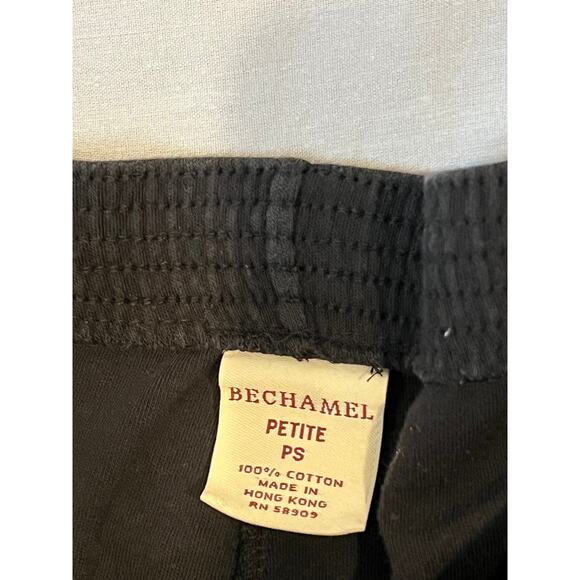 BECHAMEL
PETITE
PS
100% COTTON
MADE IN
HONG KONG
RN 58909